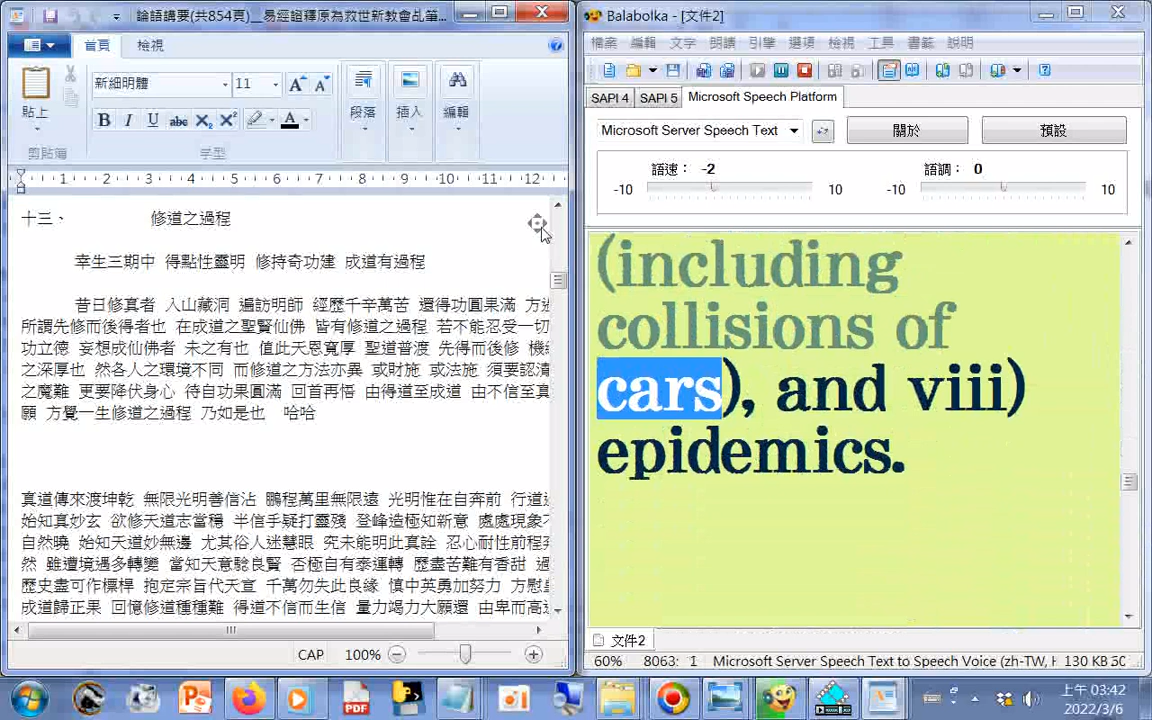 論語講要(共854頁)__易經證釋原為救世新教會乩筆...
首頁 檢視
貼上
新細明體 11
B I U abc X₂ X² A
段落 插入 編輯
剪貼簿 字型
1 2 3 4 5 6 7 8 9 10 11 12
十三、 修道之過程
幸生三期中 得點性靈明 修持奇功建 成道有過程
昔日修真者 入山藏洞 遍訪明師 經歷千辛萬苦 還得功圓果滿 方
所謂先修而後得者也 在成道之聖賢仙佛 皆有修道之過程 若不能忍受一切
功立德 妄想成仙佛者 未之有也 值此天恩寬厚 聖道普渡 先得而後修 機
之深厚也 然各人之環境不同 而修道之方法亦異 或財施 或法施 須要認清
之魔難 更要降伏身心 待自功果圓滿 回首再悟 由得道至成道 由不信至真
願 方覺一生修道之過程 乃如是也 哈哈
真道傳來渡坤乾 無限光明善信沾 鵬程萬里無限遠 光明惟在自奔前 行道
始知真妙玄 欲修天道志當穩 半信乎疑打靈殘 登峰造極知新意 處處現象
自然曉 始知天道妙無邊 尤其俗人迷慧眼 究未能明此真詮 忍心耐性前程
然 雖遭境遇多轉變 當知天意騐良賢 否極自有泰運轉 歷盡苦難有香甜
歷史盡可作標桿 抱定宗旨代天宣 千萬勿失此良緣 慎中英勇加努力 方慰
成道歸正果 回憶修道種種難 得道不信而生信 量力竭力大願還 由卑而高
CAP 100%
Balabolka - [文件2]
檔案 編輯 文字 朗讀 引擎 選項 檢視 工具 書籤 說明
SAPI 4 SAPI 5 Microsoft Speech Platform
Microsoft Server Speech Text 關於 預設
語速： -2 語調： 0
-10 10 -10 10
(including
collisions of
cars), and viii)
epidemics.
文件2
60% 8063: 1 Microsoft Server Speech Text to Speech Voice (zh-TW, H 130 KB
上午 03:42
2022/3/6